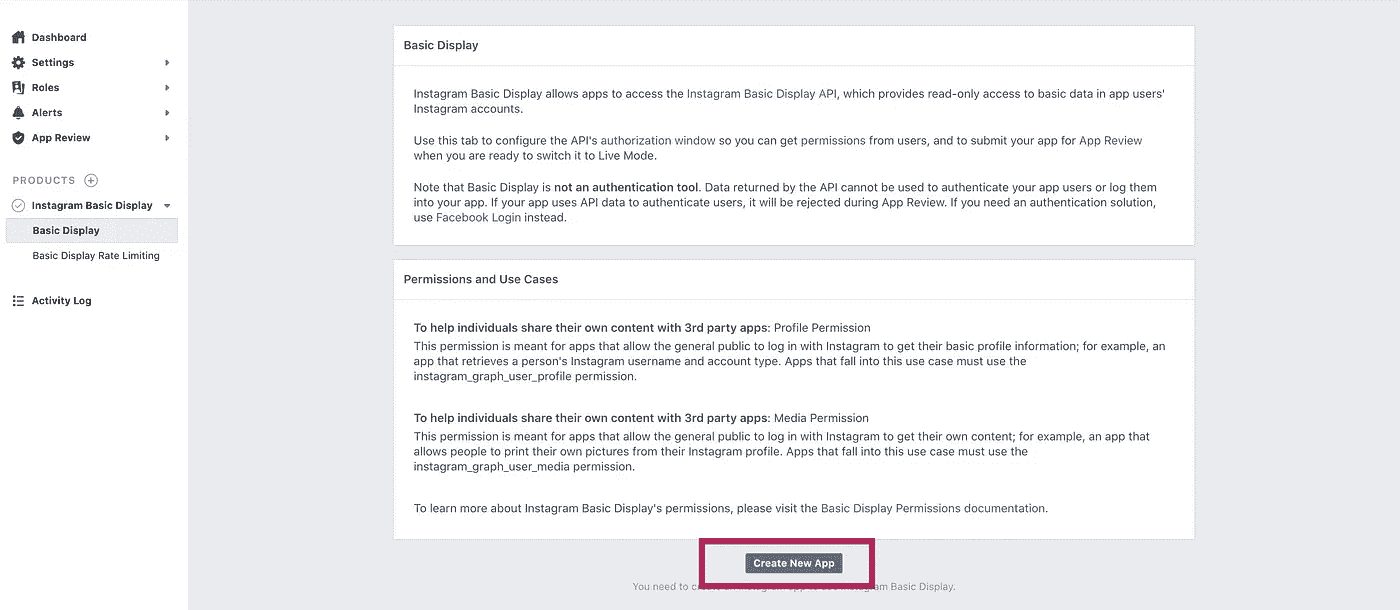 Dashboard
Settings
Roles
Alerts
App Review
PRODUCTS
Instagram Basic Display
Basic Display
Basic Display Rate Limiting
Activity Log
Basic Display
Instagram Basic Display allows apps to access the Instagram Basic Display API, which provides read-only access to basic data in app users'
Instagram accounts.
Use this tab to configure the API's authorization window so you can get permissions from users, and to submit your app for App Review
when you are ready to switch it to Live Mode.
Note that Basic Display is not an authentication tool. Data returned by the API cannot be used to authenticate your app users or log them
into your app. If your app uses API data to authenticate users, it will be rejected during App Review. If you need an authentication solution,
use Facebook Login instead.
Permissions and Use Cases
To help individuals share their own content with 3rd party apps: Profile Permission
This permission is meant for apps that allow the general public to log in with Instagram to get their basic profile information; for example, an
app that retrieves a person's Instagram username and account type. Apps that fall into this use case must use the
instagram_graph_user_profile permission.
To help individuals share their own content with 3rd party apps: Media Permission
This permission is meant for apps that allow the general public to log in with Instagram to get their own content; for example, an app that
allows people to print their own pictures from their Instagram profile. Apps that fall into this use case must use the
instagram_graph_user_media permission.
To learn more about Instagram Basic Display's permissions, please visit the Basic Display Permissions documentation.
Create New App
You need to Basic Display.